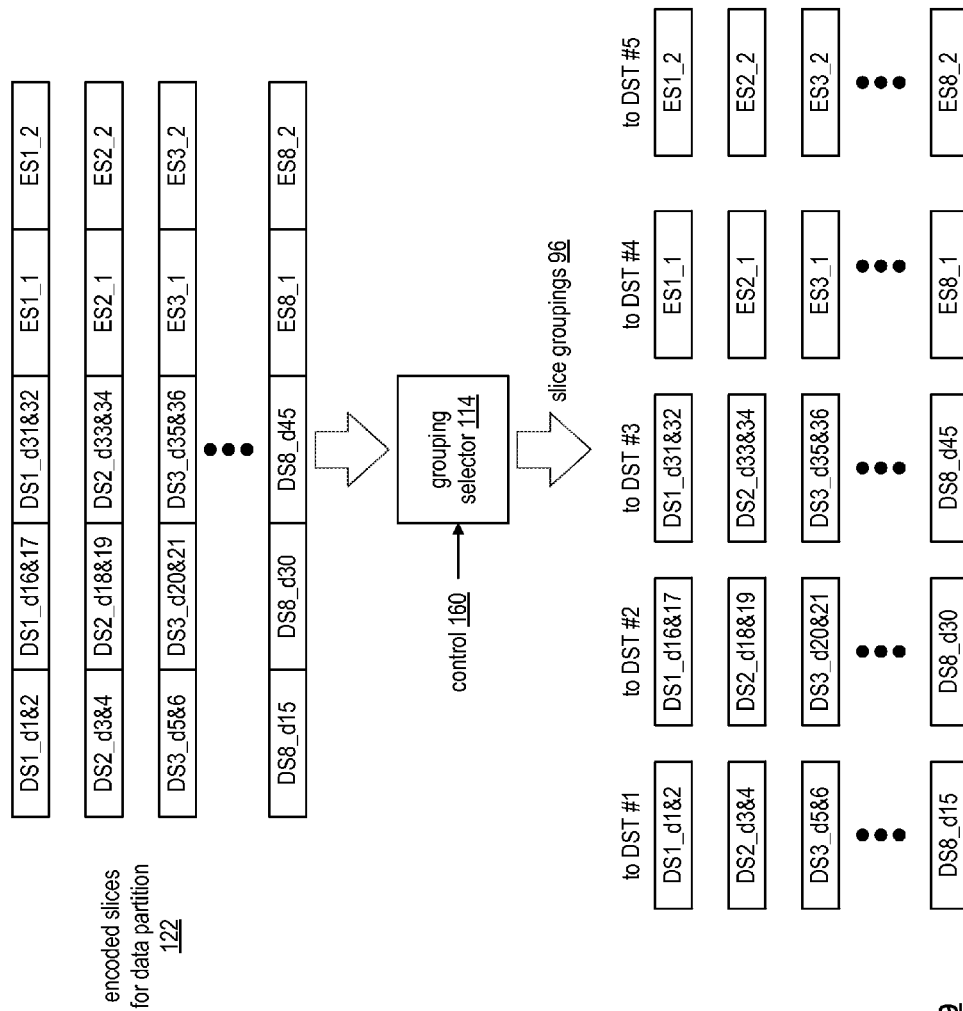 DS1_d1&2 DS1_d16&17 DS1_d31&32 ES1_1 ES1_2
DS2_d3&4 DS2_d18&19 DS2_d33&34 ES2_1 ES2_2
DS3_d5&6 DS3_d20&21 DS3_d35&36 ES3_1 ES3_2
DS8_d15 DS8_d30 DS8_d45 ES8_1 ES8_2
encoded slices
for data partition
122
control 160
grouping
selector 114
slice groupings 96
to DST #1 to DST #2 to DST #3 to DST #4 to DST #5
DS1_d1&2 DS1_d16&17 DS1_d31&32 ES1_1 ES1_2
DS2_d3&4 DS2_d18&19 DS2_d33&34 ES2_1 ES2_2
DS3_d5&6 DS3_d20&21 DS3_d35&36 ES3_1 ES3_2
DS8_d15 DS8_d30 DS8_d45 ES8_1 ES8_2